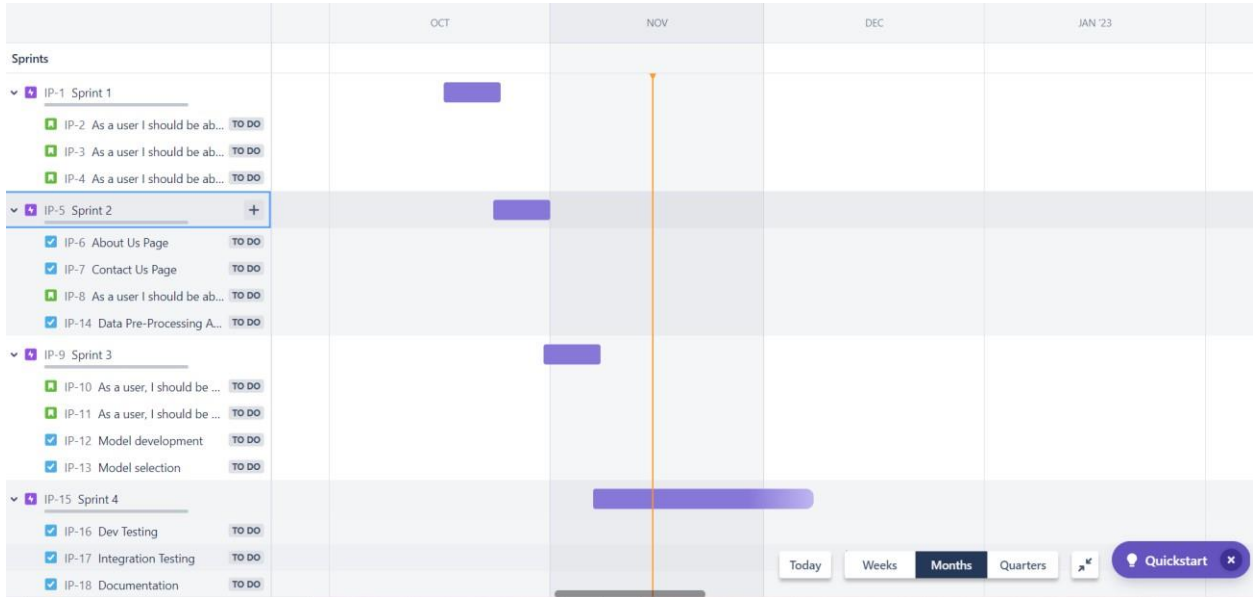 OCT NOV DEC JAN '23
Sprints
IP-1 Sprint 1
IP-2 As a user I should be ab... TO DO
IP-3 As a user I should be ab... TO DO
IP-4 As a user I should be ab... TO DO
IP-5 Sprint 2 +
IP-6 About Us Page TO DO
IP-7 Contact Us Page TO DO
IP-8 As a user I should be ab... TO DO
IP-14 Data Pre-Processing A... TO DO
IP-9 Sprint 3
IP-10 As a user, I should be ... TO DO
IP-11 As a user, I should be ... TO DO
IP-12 Model development TO DO
IP-13 Model selection TO DO
IP-15 Sprint 4
IP-16 Dev Testing TO DO
IP-17 Integration Testing TO DO
IP-18 Documentation TO DO
Today Weeks Months Quarters Quickstart